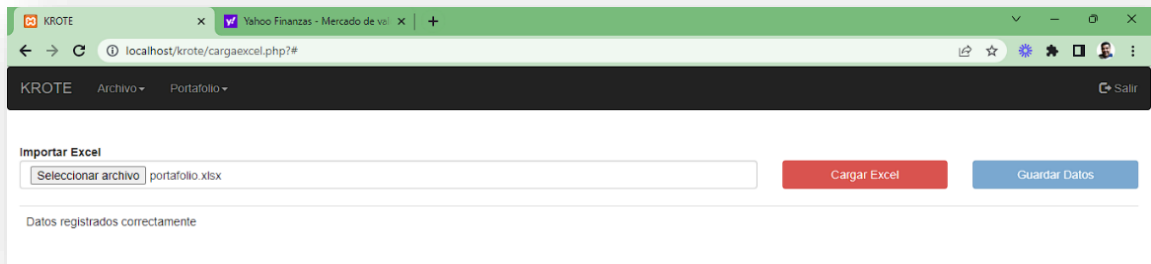 KROTE
Yahoo Finanzas - Mercado de val
localhost/krote/cargaexcel.php?#
KROTE Archivo Portafolio Salir
Importar Excel
Seleccionar archivo portafolio.xlsx Cargar Excel Guardar Datos
Datos registrados correctamente